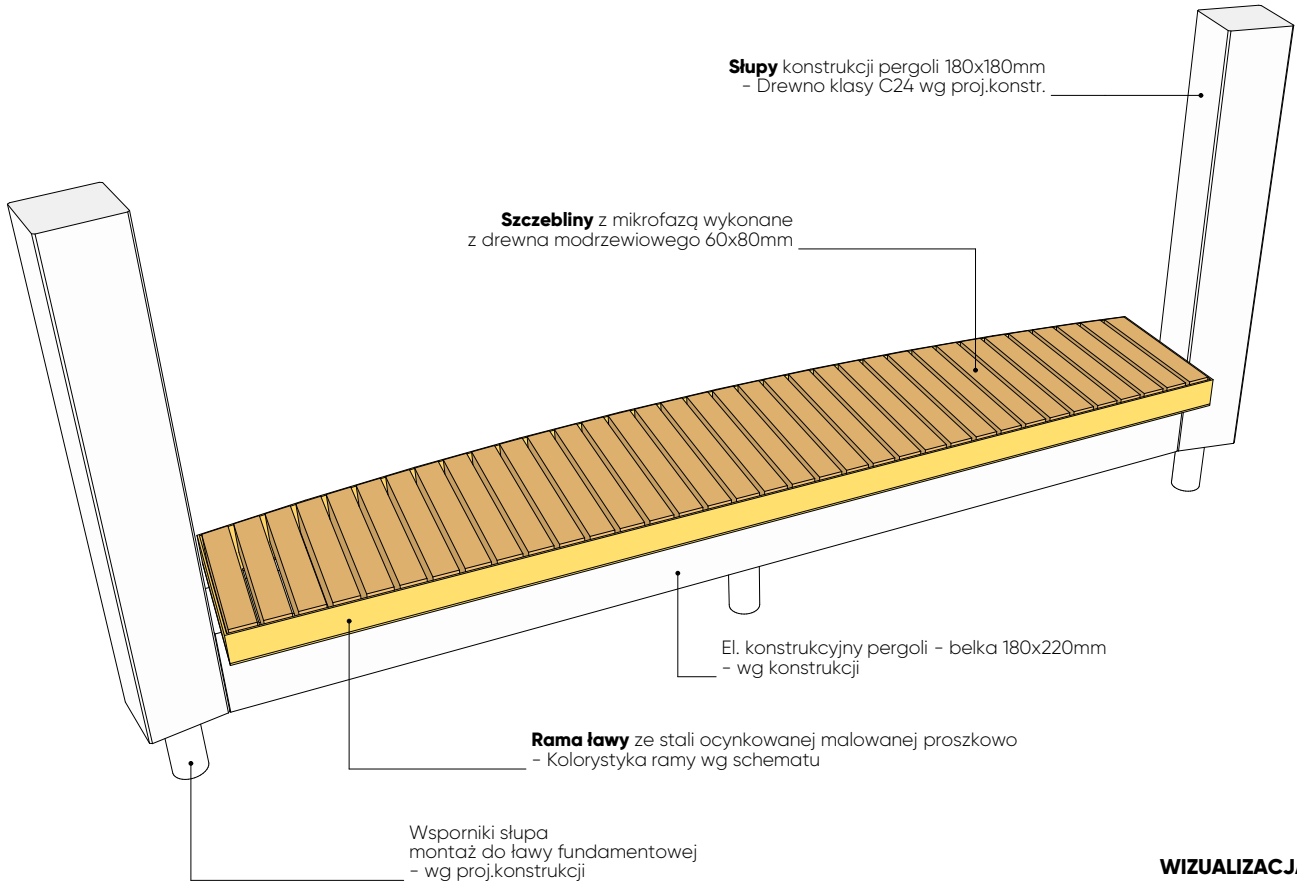 Słupy konstrukcji pergoli 180x180mm
- Drewno klasy C24 wg proj.konstr.
Szczebliny z mikrofazą wykonane
z drewna modrzewiowego 60x80mm
El. konstrukcyjny pergoli - belka 180x220mm
- wg konstrukcji
Rama ławy ze stali ocynkowanej malowanej proszkowo
- Kolorystyka ramy wg schematu
Wsporniki słupa
montaż do ławy fundamentowej
- wg proj.konstrukcji
WIZUALIZACJA